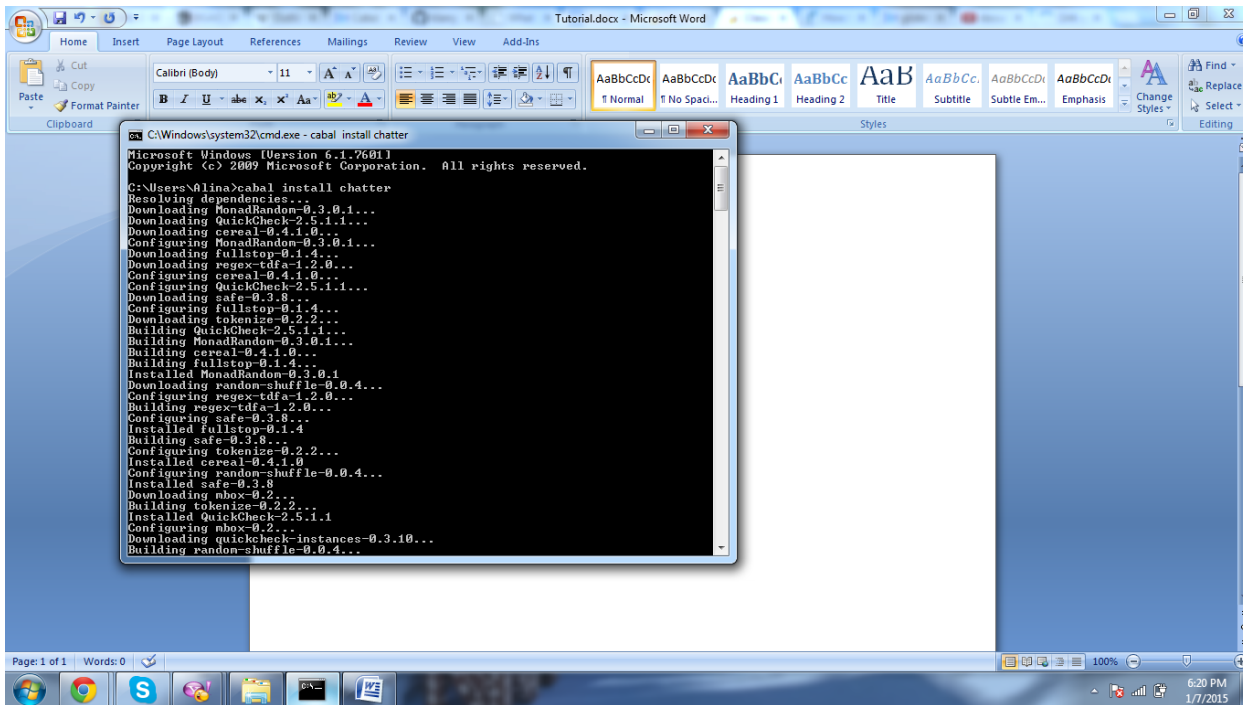 Tutorial.docx - Microsoft Word
Home Insert Page Layout References Mailings Review View Add-Ins
Cut
Copy
Format Painter
Paste
Clipboard
Calibri (Body) 11
AaBbCcDc AaBbCcDc AaBbC AaBbCc AaB AaBbCc. AaBbCcDc AaBbCcDc
¶ Normal ¶ No Spaci... Heading 1 Heading 2 Title Subtitle Subtle Em... Emphasis
Change Styles
Styles
Find
Replace
Select
Editing
C:\Windows\system32\cmd.exe - cabal install chatter
Microsoft Windows [Version 6.1.7601]
Copyright (c) 2009 Microsoft Corporation. All rights reserved.
C:\Users\Alina>cabal install chatter
Resolving dependencies...
Downloading MonadRandom-0.3.0.1...
Downloading QuickCheck-2.5.1.1...
Downloading cereal-0.4.1.0...
Configuring MonadRandom-0.3.0.1...
Downloading fullstop-0.1.4...
Downloading regex-tdfa-1.2.0...
Configuring cereal-0.4.1.0...
Configuring QuickCheck-2.5.1.1...
Downloading safe-0.3.8...
Configuring fullstop-0.1.4...
Downloading tokenize-0.2.2...
Building QuickCheck-2.5.1.1...
Building MonadRandom-0.3.0.1...
Building cereal-0.4.1.0...
Building fullstop-0.1.4...
Installed MonadRandom-0.3.0.1
Downloading random-shuffle-0.0.4...
Configuring regex-tdfa-1.2.0...
Building regex-tdfa-1.2.0...
Configuring safe-0.3.8...
Installed fullstop-0.1.4
Building safe-0.3.8...
Configuring tokenize-0.2.2...
Installed cereal-0.4.1.0
Configuring random-shuffle-0.0.4...
Installed safe-0.3.8
Downloading mbox-0.2...
Building tokenize-0.2.2...
Installed QuickCheck-2.5.1.1
Configuring mbox-0.2...
Downloading quickcheck-instances-0.3.10...
Building random-shuffle-0.0.4...
Page: 1 of 1 Words: 0
100%
6:20 PM
1/7/2015